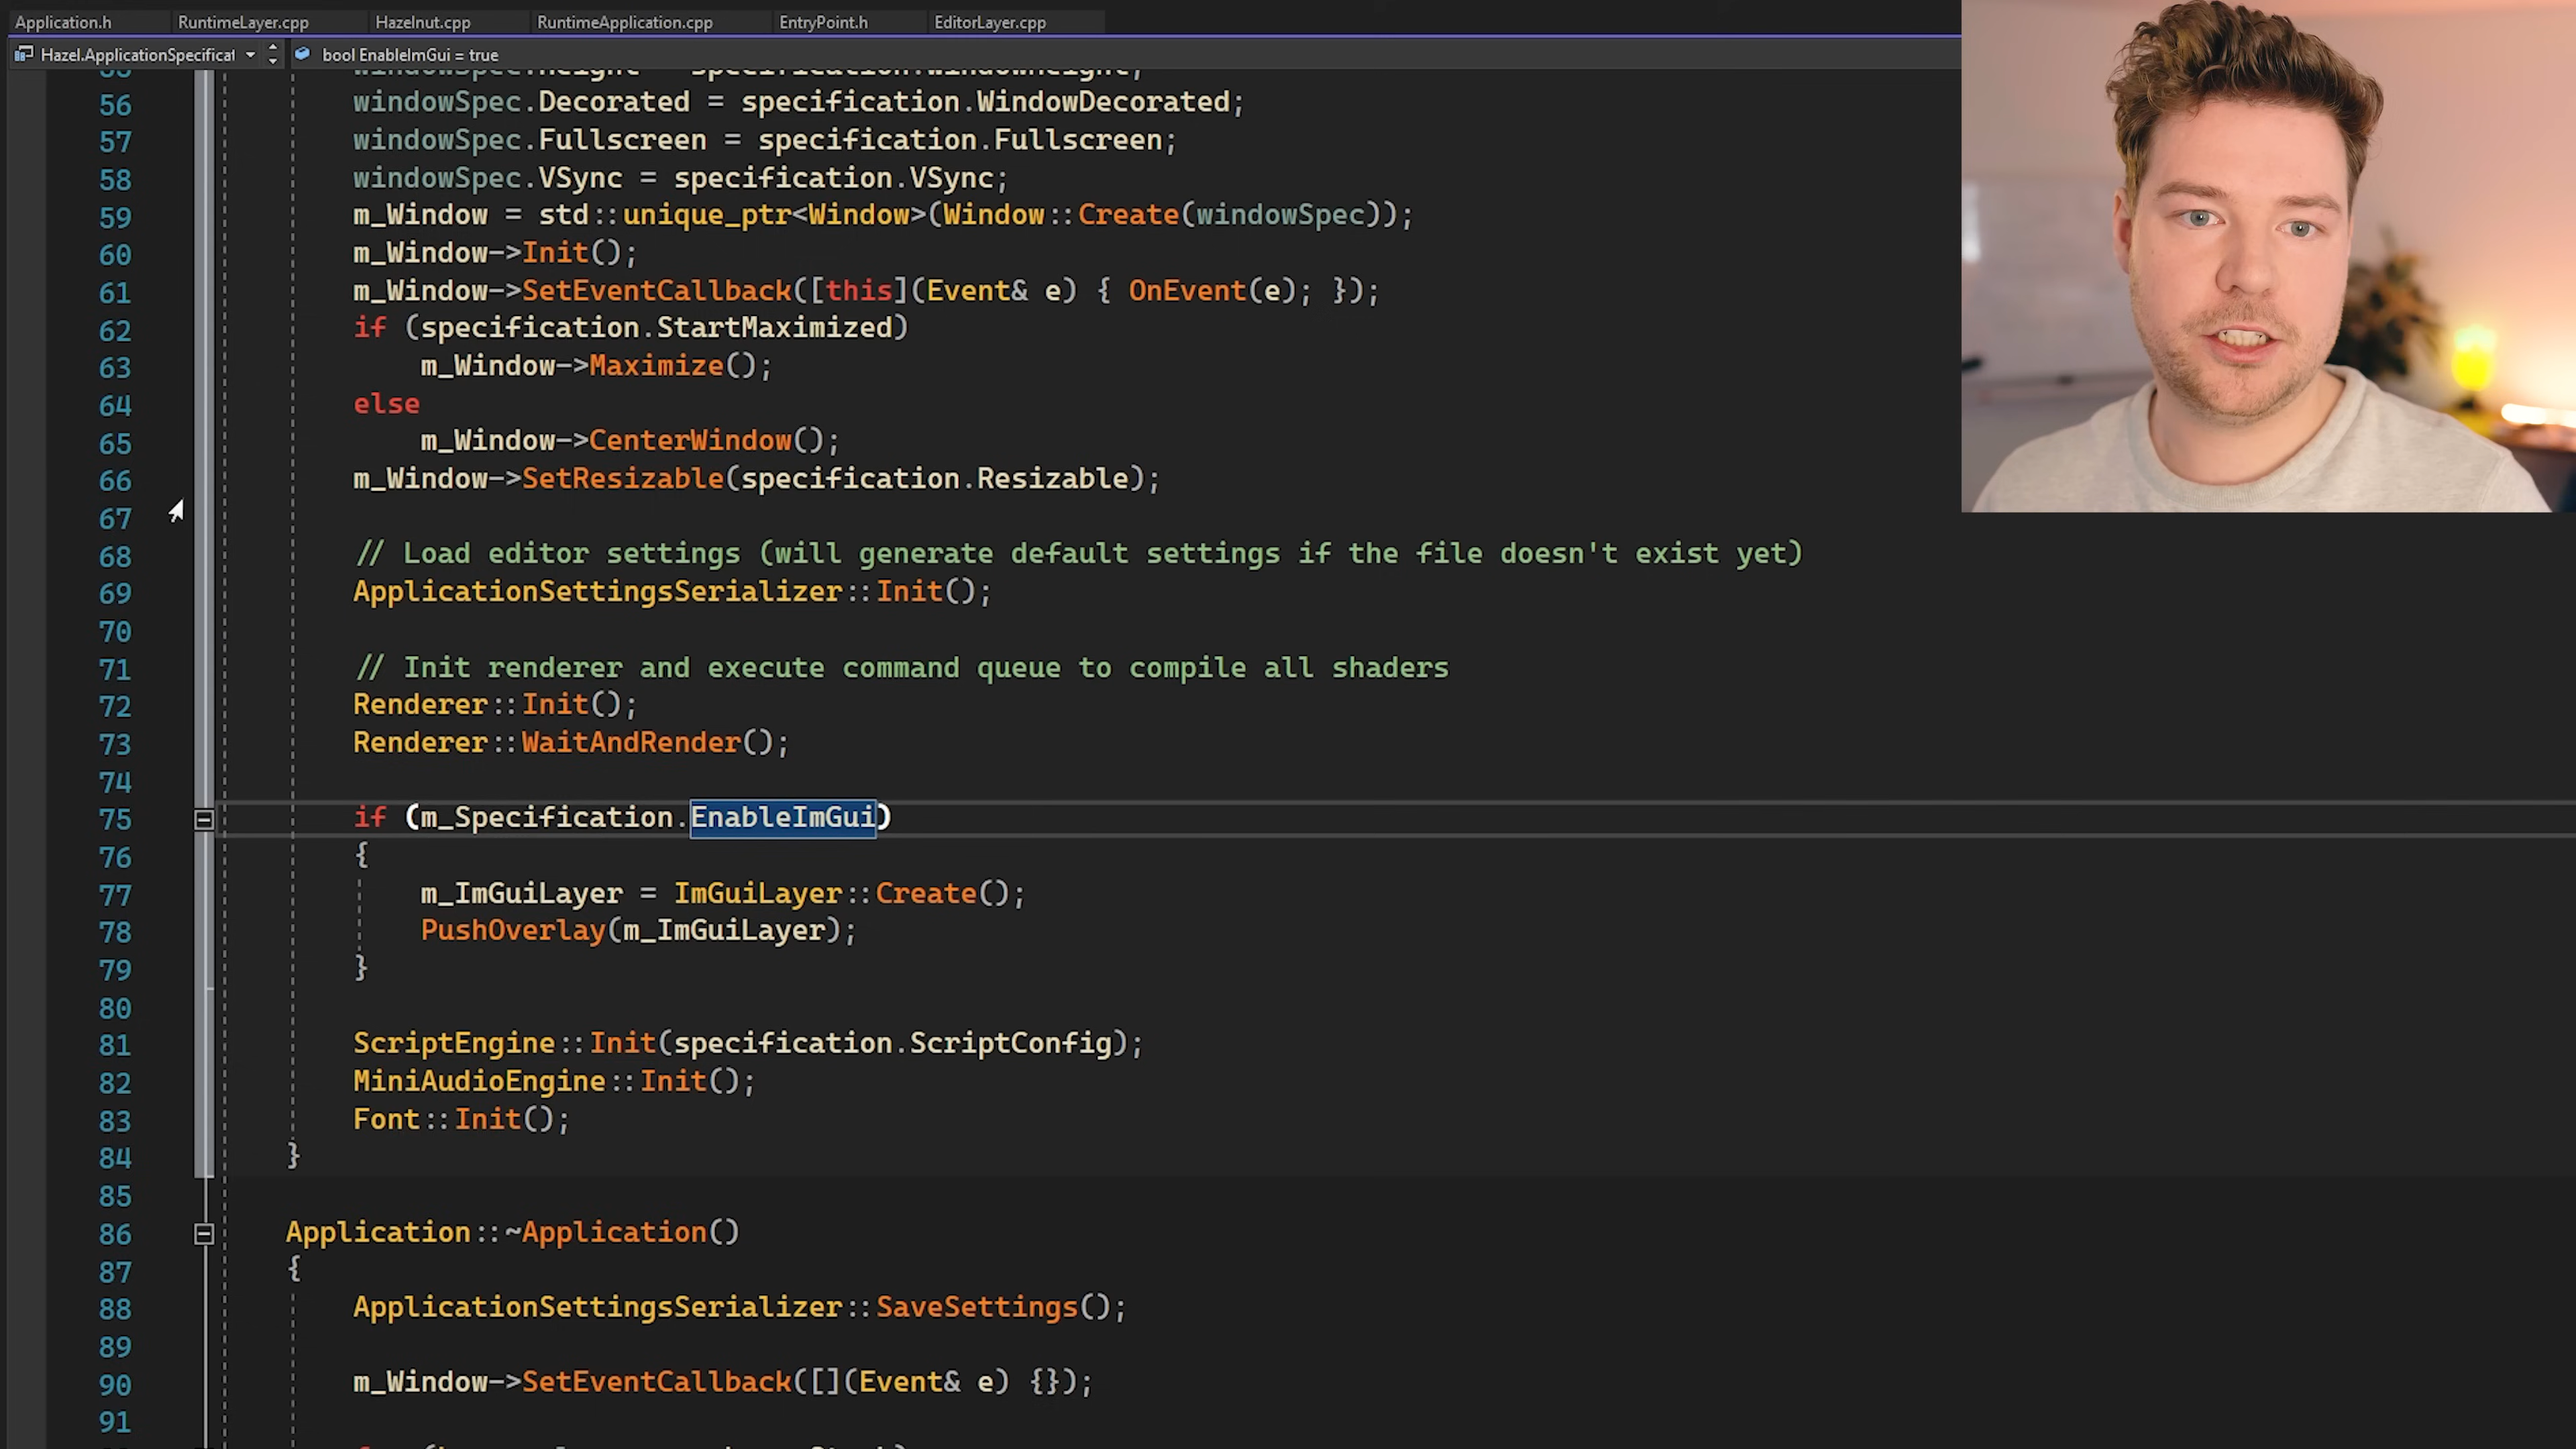 Application.h RuntimeLayer.cpp Hazelnut.cpp RuntimeApplication.cpp EntryPoint.h EditorLayer.cpp
Hazel.ApplicationSpecificat bool EnableImGui = true
56 windowSpec.Decorated = specification.WindowDecorated;
57 windowSpec.Fullscreen = specification.Fullscreen;
58 windowSpec.VSync = specification.VSync;
59 m_Window = std::unique_ptr<Window>(Window::Create(windowSpec));
60 m_Window->Init();
61 m_Window->SetEventCallback([this](Event& e) { OnEvent(e); });
62 if (specification.StartMaximized)
63 m_Window->Maximize();
64 else
65 m_Window->CenterWindow();
66 m_Window->SetResizable(specification.Resizable);
67
68 // Load editor settings (will generate default settings if the file doesn't exist yet)
69 ApplicationSettingsSerializer::Init();
70
71 // Init renderer and execute command queue to compile all shaders
72 Renderer::Init();
73 Renderer::WaitAndRender();
74
75 if (m_Specification.EnableImGui)
76 {
77 m_ImGuiLayer = ImGuiLayer::Create();
78 PushOverlay(m_ImGuiLayer);
79 }
80
81 ScriptEngine::Init(specification.ScriptConfig);
82 MiniAudioEngine::Init();
83 Font::Init();
84 }
85
86 Application::~Application()
87 {
88 ApplicationSettingsSerializer::SaveSettings();
89
90 m_Window->SetEventCallback([](Event& e) {});
91